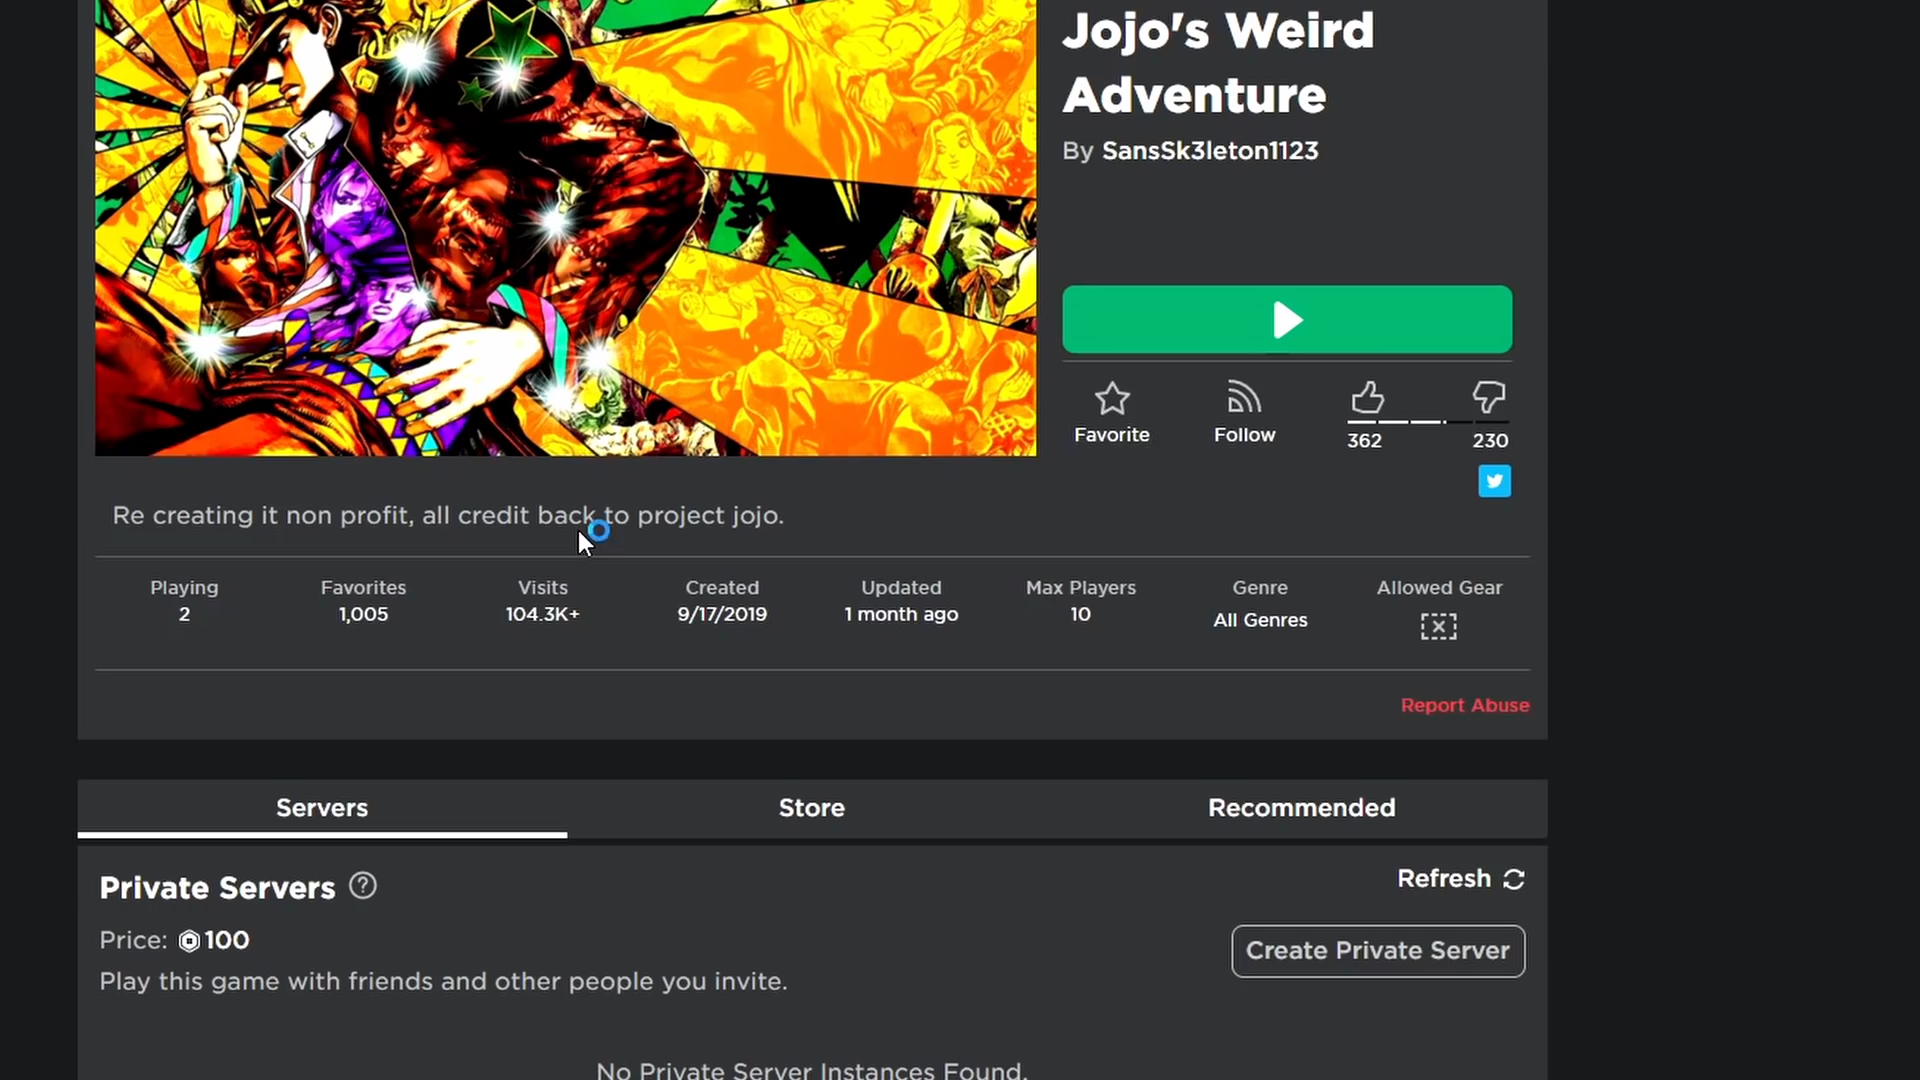 Jojo's Weird
Adventure
By SansSk3leton1123
Favorite
Follow
362
230
Re creating it non profit, all credit back to project jojo.
Playing
2
Favorites
1,005
Visits
104.3K+
Created
9/17/2019
Updated
1 month ago
Max Players
10
Genre
All Genres
Allowed Gear
Report Abuse
Servers
Store
Recommended
Private Servers
Refresh
Price: 100
Create Private Server
Play this game with friends and other people you invite.
No Private Server Instances Found.